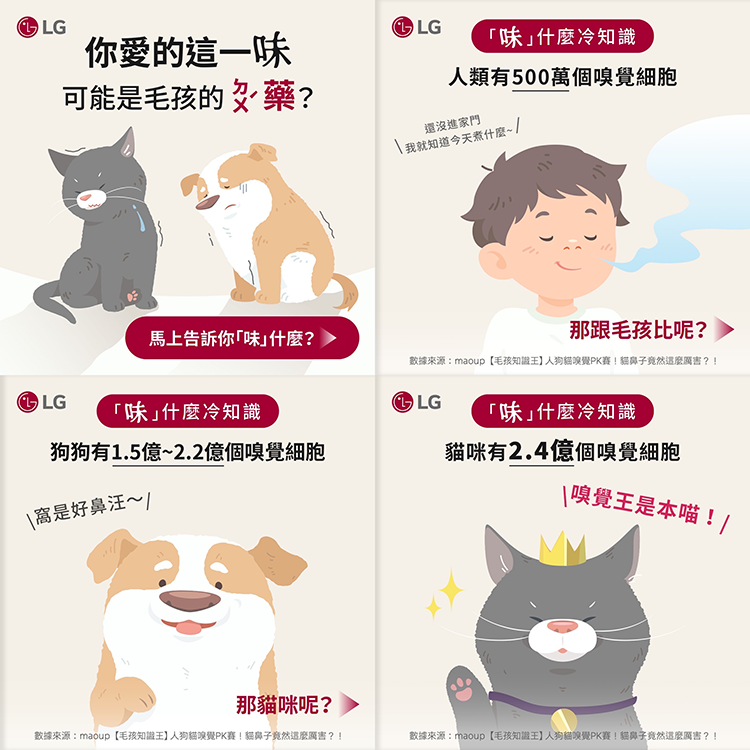 LG
你愛的這一味
可能是毛孩的ㄉㄨˊ藥?
馬上告訴你「味」什麼?
LG
「味」什麼冷知識
人類有500萬個嗅覺細胞
還沒進家門
我就知道今天煮什麼~
那跟毛孩比呢?
數據來源:maoup【毛孩知識王】人狗貓嗅覺PK賽!貓鼻子竟然這麼厲害?!
LG
「味」什麼冷知識
狗狗有1.5億~2.2億個嗅覺細胞
窩是好鼻汪~
那貓咪呢?
數據來源:maoup【毛孩知識王】人狗貓嗅覺PK賽!貓鼻子竟然這麼厲害?!
LG
「味」什麼冷知識
貓咪有2.4億個嗅覺細胞
嗅覺王是本喵!
數據來源:maoup【毛孩知識王】人狗貓嗅覺PK賽!貓鼻子竟然這麼厲害?!